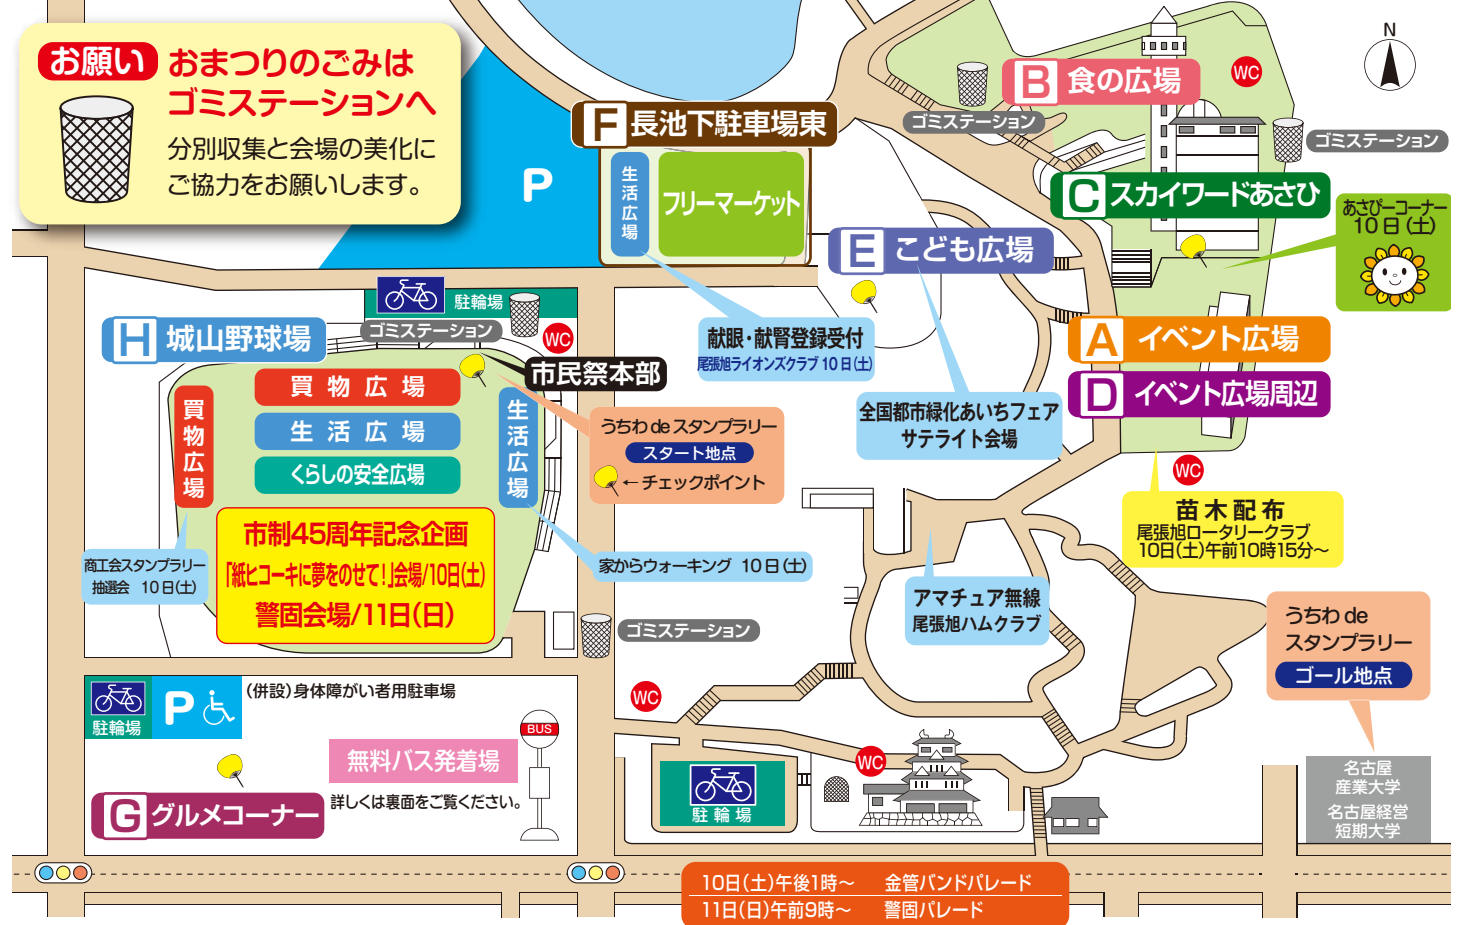 お願い
おまつりのごみは
ゴミステーションへ
分別収集と会場の美化に
ご協力をお願いします。
N
B 食の広場
WC
ゴミステーション
ゴミステーション
F 長池下駐車場東
P
生活広場
フリーマーケット
C スカイワードあさひ
あさぴーコーナー
10日(土)
E こども広場
駐輪場
ゴミステーション
WC
H 城山野球場
市民祭本部
献眼・献腎登録受付
尾張旭ライオンズクラブ 10日(土)
A イベント広場
D イベント広場周辺
買物広場
買物広場
生活広場
くらしの安全広場
生活広場
うちわ de スタンプラリー
スタート地点
←チェックポイント
全国都市緑化あいちフェア
サテライト会場
WC
苗木配布
尾張旭ロータリークラブ
10日(土)午前10時15分〜
市制45周年記念企画
「紙ヒコーキに夢をのせて!」会場/10日(土)
警固会場/11日(日)
商工会スタンプラリー
抽選会 10日(土)
家からウォーキング 10日(土)
アマチュア無線
尾張旭ハムクラブ
ゴミステーション
うちわ de
スタンプラリー
ゴール地点
駐輪場
P
(併設)身体障がい者用駐車場
WC
BUS
無料バス発着場
詳しくは裏面をご覧ください。
G グルメコーナー
WC
駐輪場
名古屋
産業大学
名古屋経営
短期大学
10日(土)午後1時〜 金管バンドパレード
11日(日)午前9時〜 警固パレード